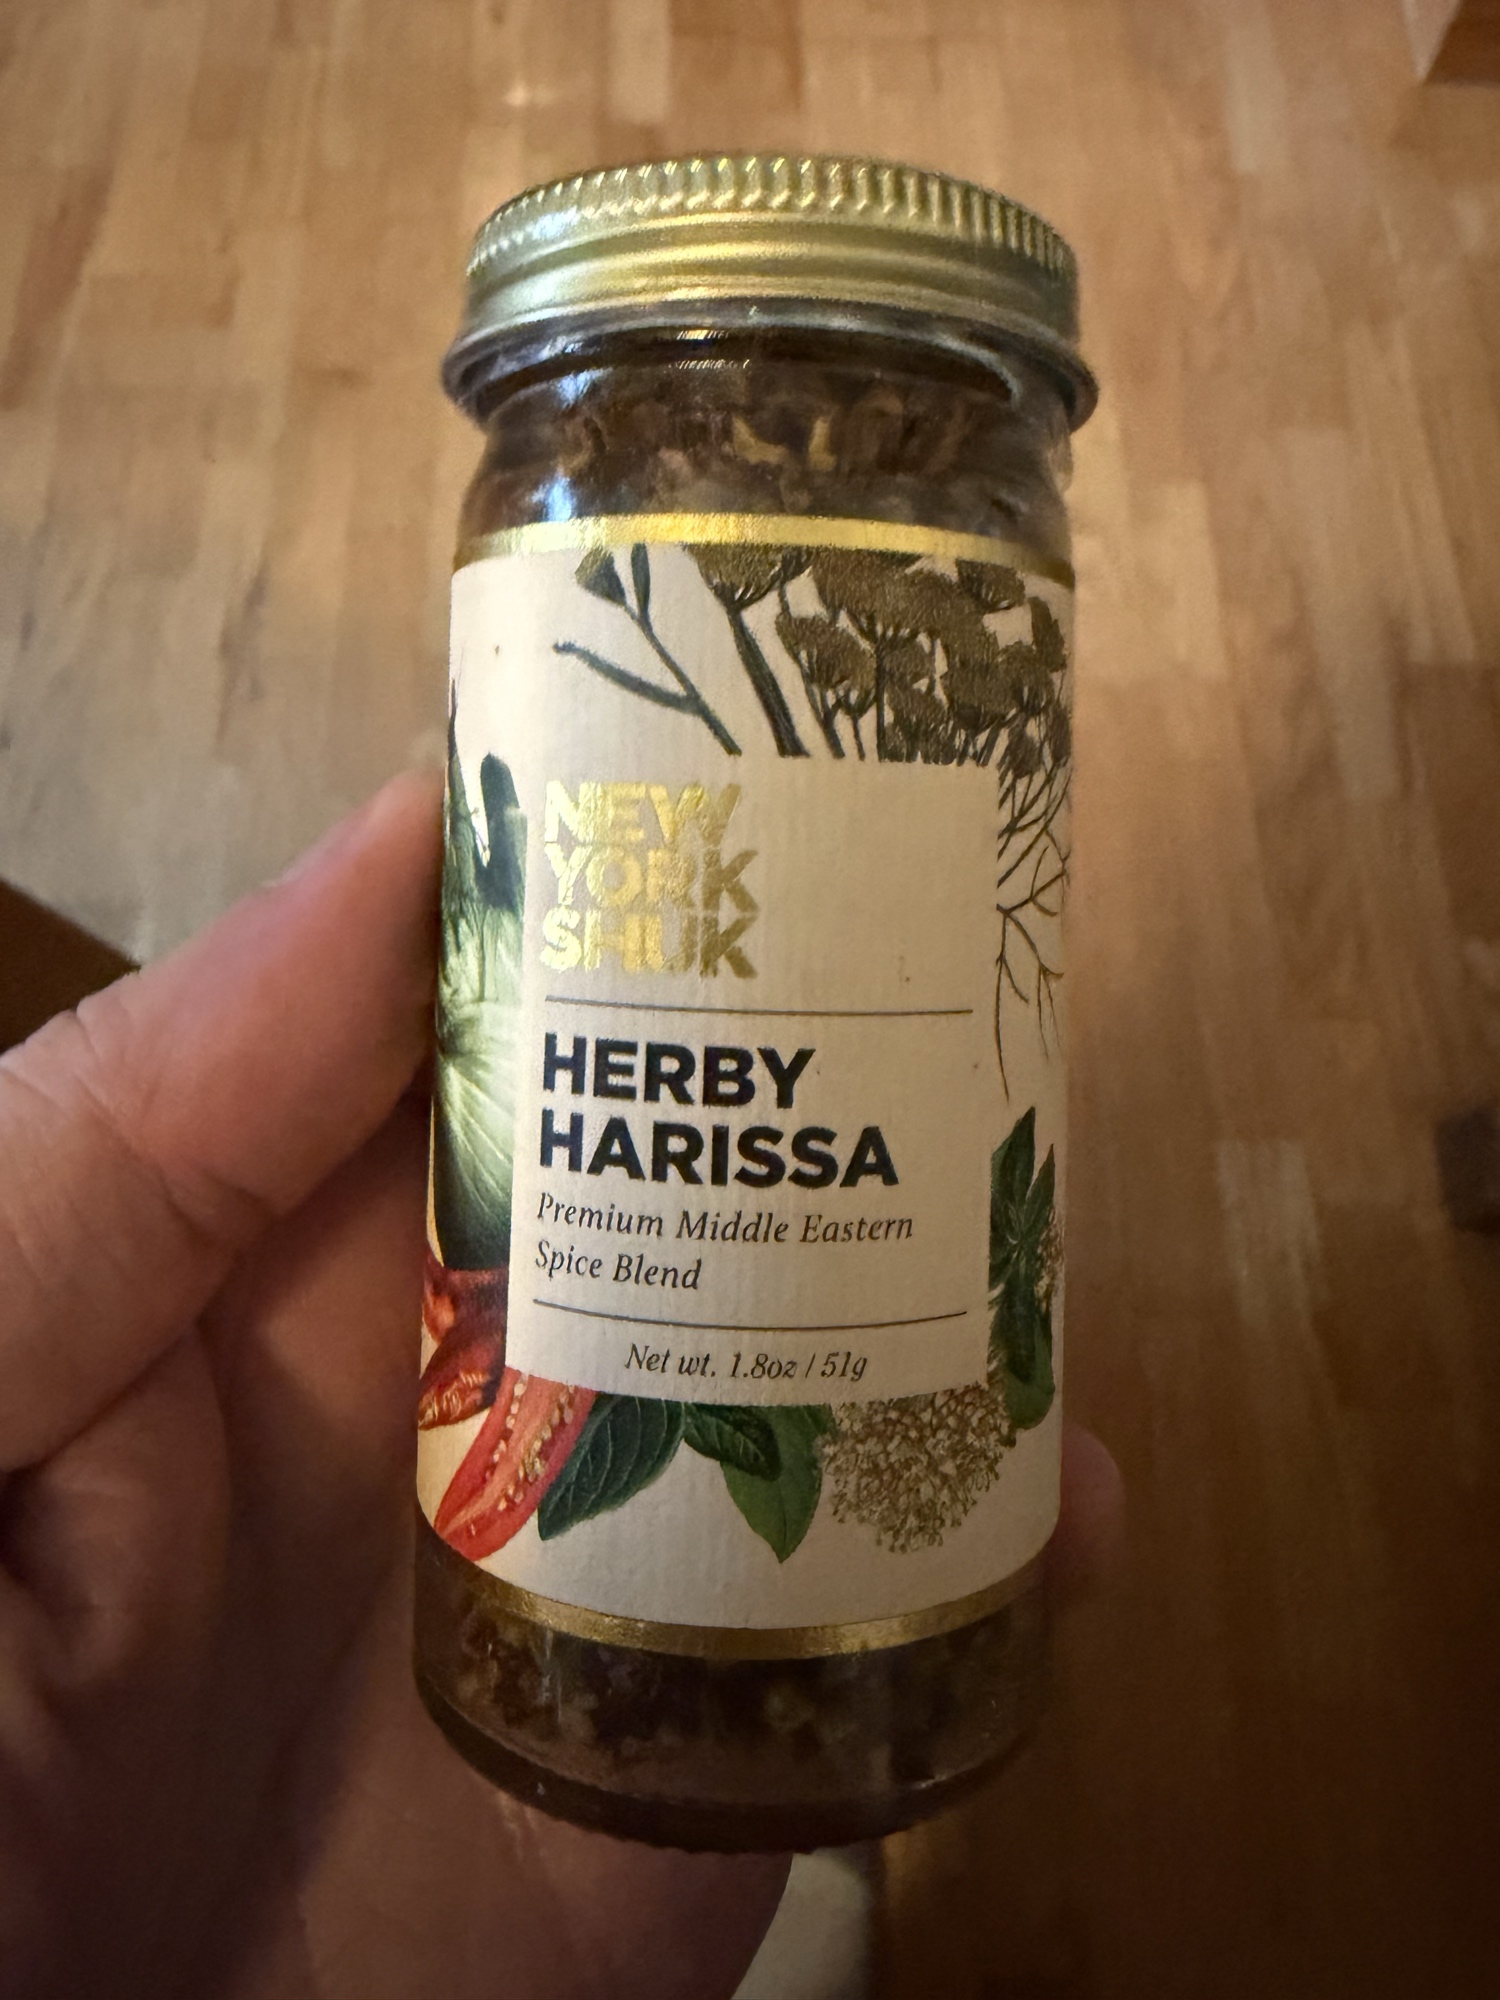 NEW
YORK
SHUK
HERBY
HARISSA
Premium Middle Eastern
Spice Blend
Net wt. 1.8oz / 51g